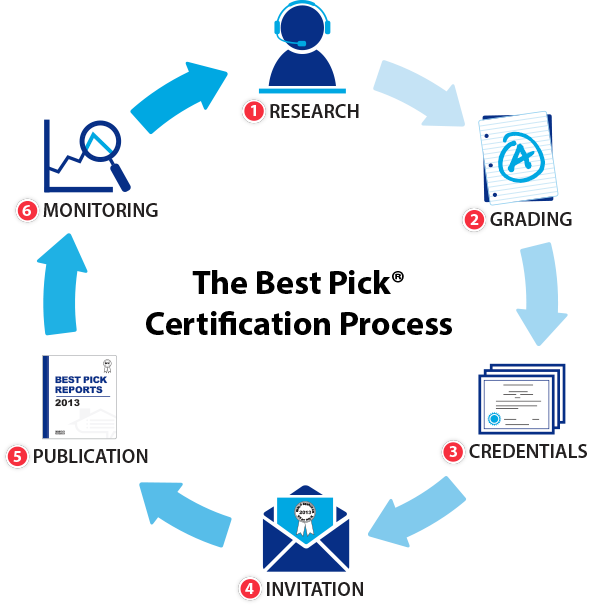 1 RESEARCH
A
2 GRADING
The Best Pick®
Certification Process
3 CREDENTIALS
2013
4 INVITATION
BEST PICK
REPORTS
2013
5 PUBLICATION
6 MONITORING